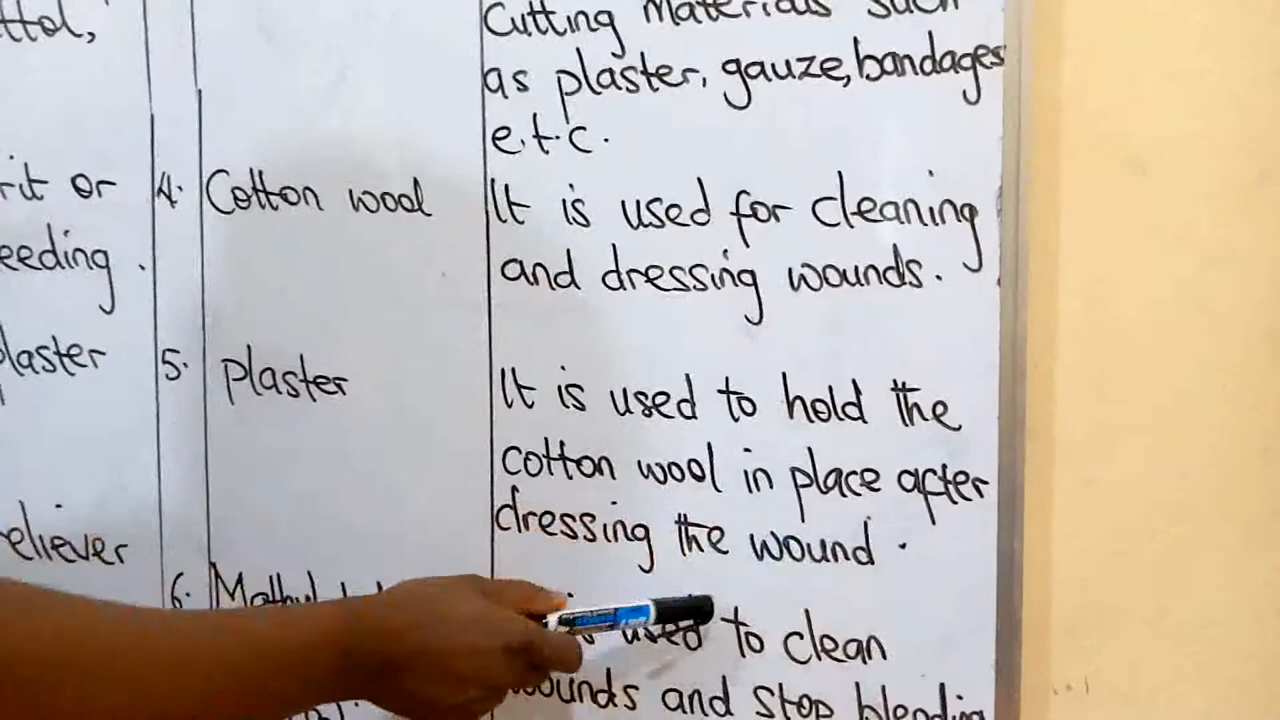 Cutting Materials such
as plaster, gauze, bandages
e.t.c.
or
4. Cotton wool
It is used for cleaning
and dressing wounds.
5. Plaster
It is used to hold the
cotton wool in place after
dressing the wound.
6.
used to clean
wounds and stop bleeding